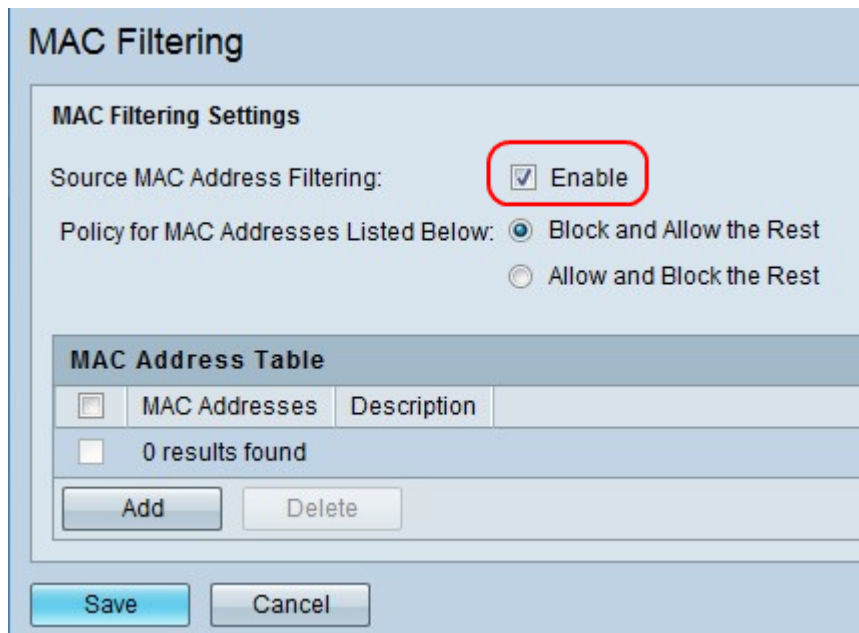 MAC Filtering
MAC Filtering Settings
Source MAC Address Filtering: Enable
Policy for MAC Addresses Listed Below: Block and Allow the Rest
Allow and Block the Rest
MAC Address Table
MAC Addresses Description
0 results found
Add Delete
Save Cancel